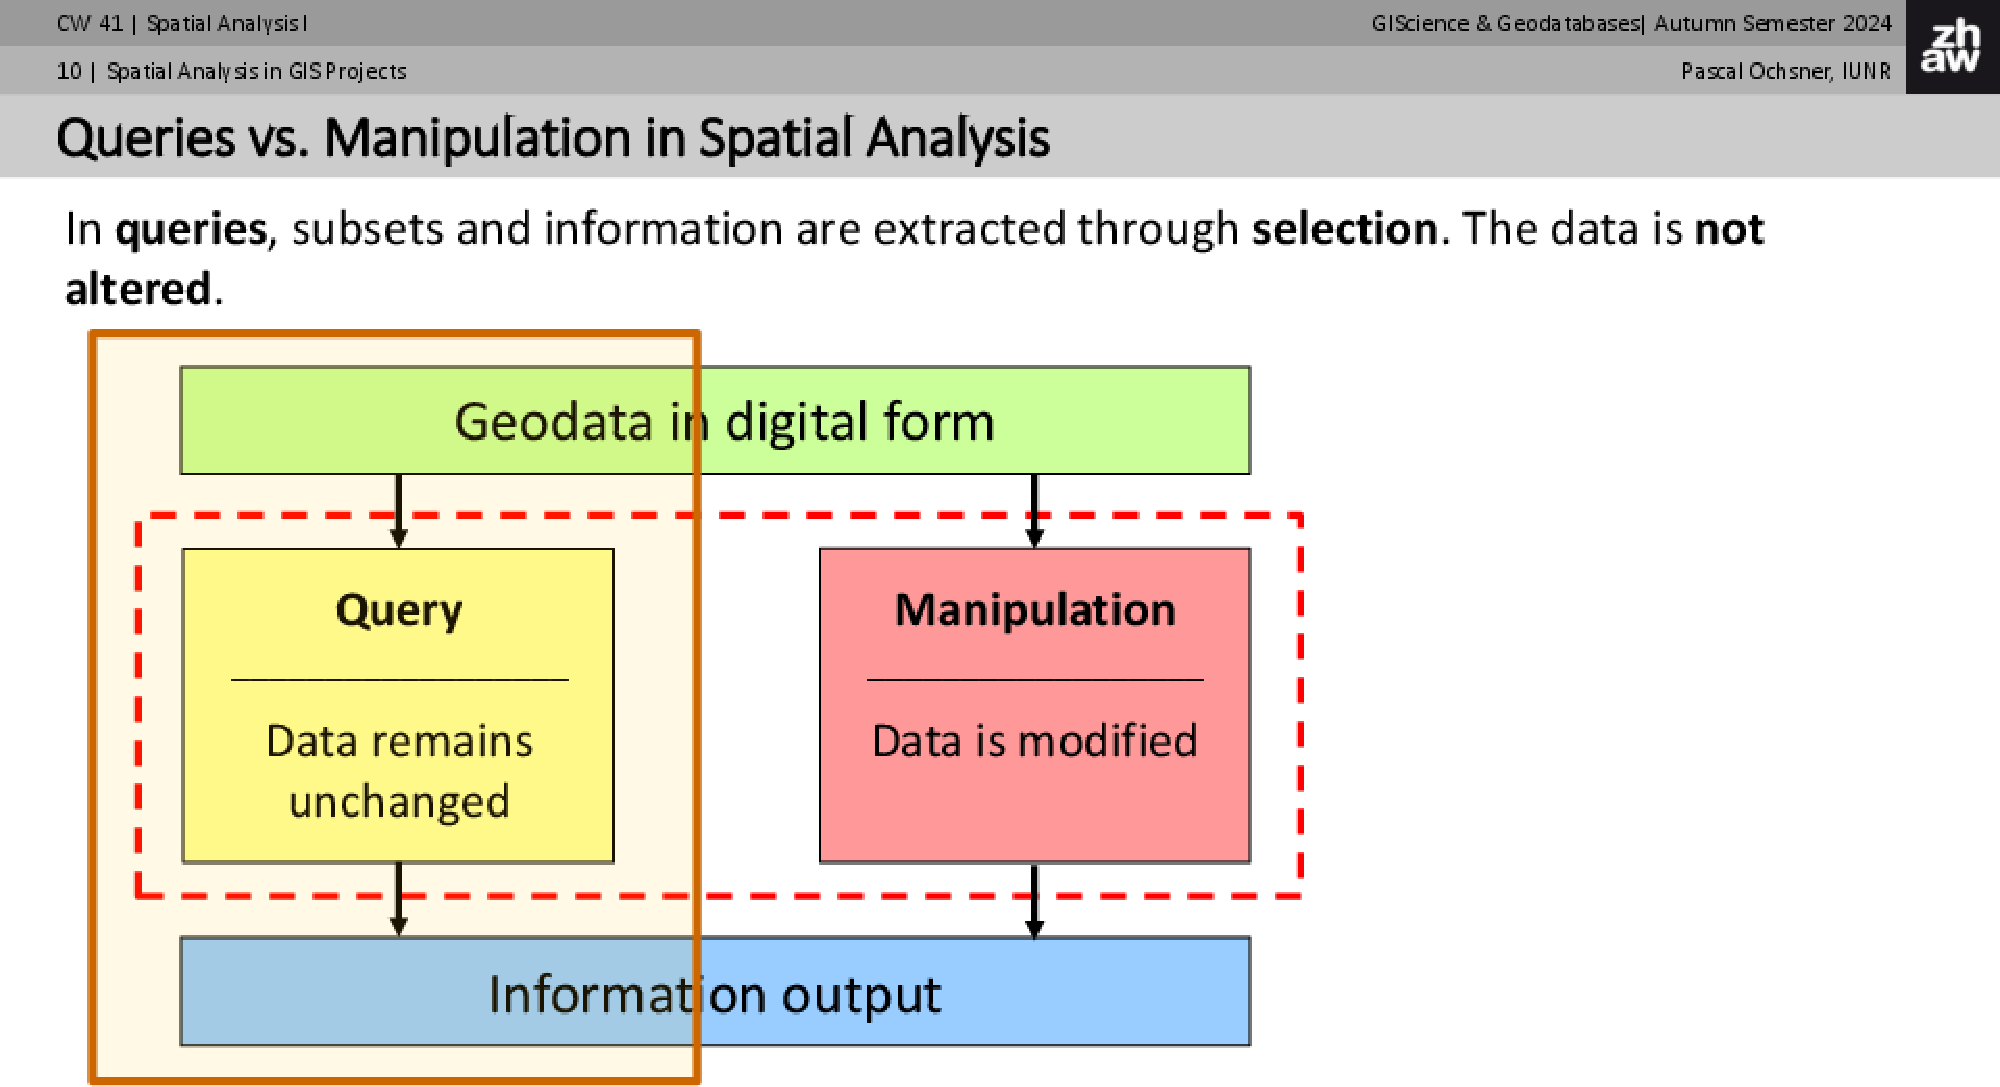 CW 41 | Spatial Analysis I
GIScience & Geodatabases| Autumn Semester 2024
zh
aw
10 | Spatial Analysis in GIS Projects
Pascal Ochsner, IUNR
Queries vs. Manipulation in Spatial Analysis
In queries, subsets and information are extracted through selection. The data is not
altered.
Geodata in digital form
Query
Data remains
unchanged
Manipulation
Data is modified
Information output